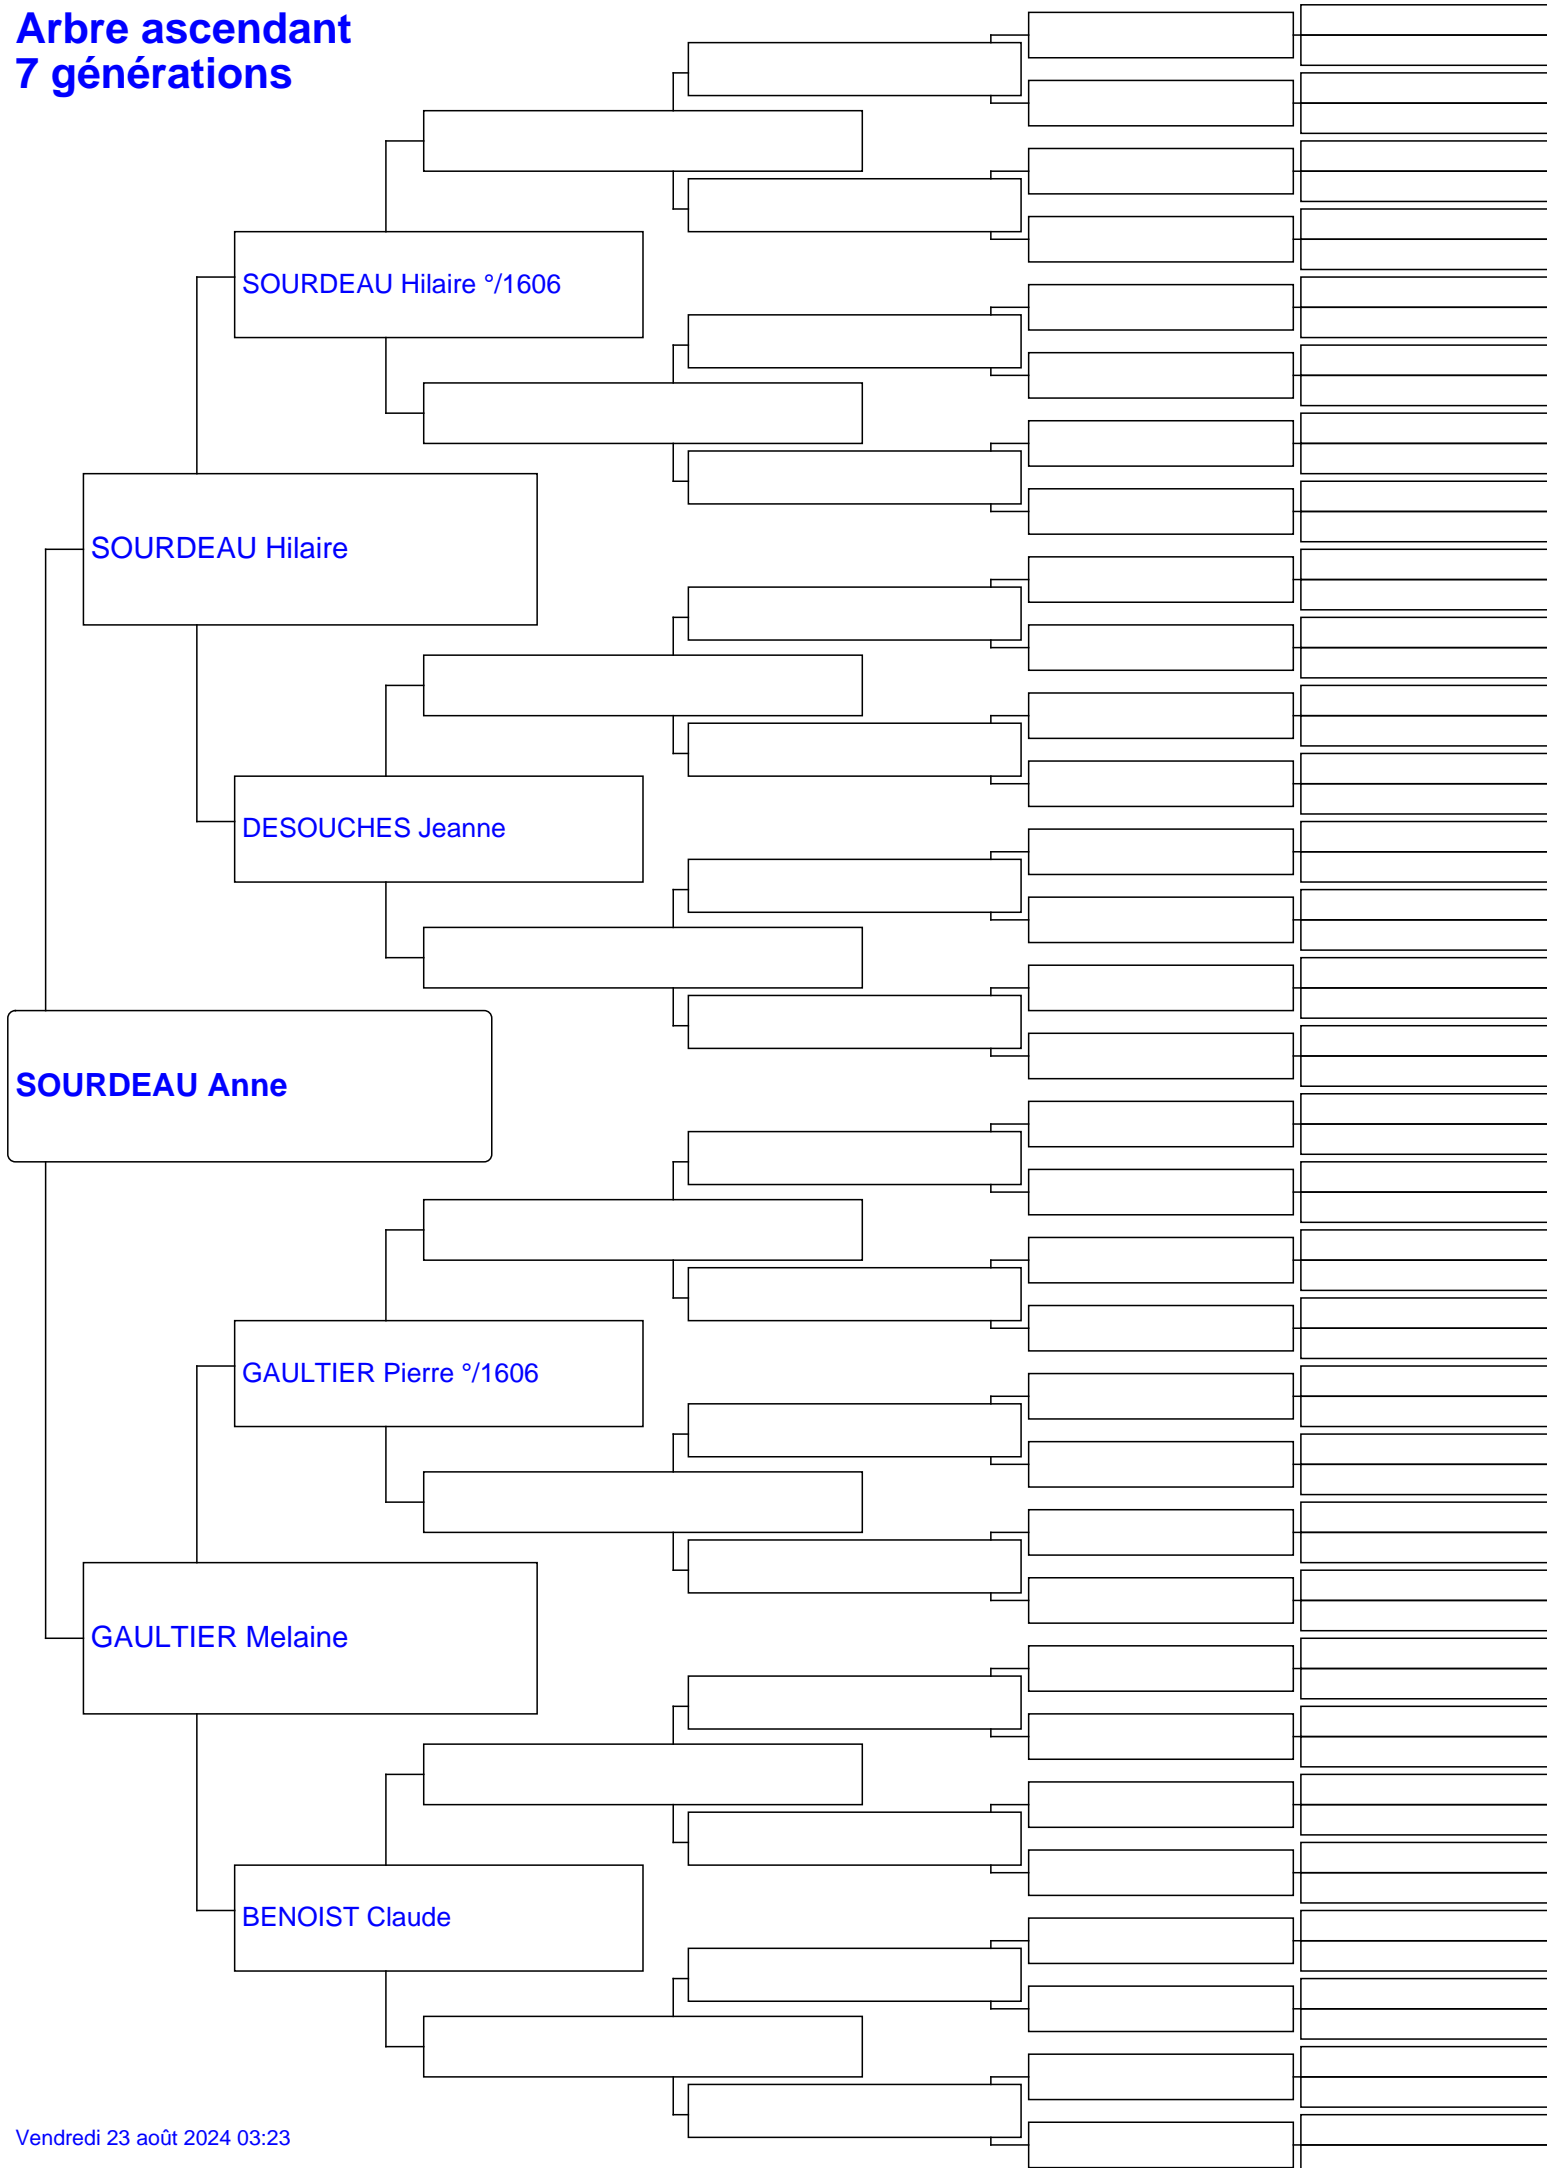 Arbre ascendant
7 générations
SOURDEAU Hilaire °/1606
SOURDEAU Hilaire
DESOUCHES Jeanne
SOURDEAU Anne
GAULTIER Pierre °/1606
GAULTIER Melaine
BENOIST Claude
Vendredi 23 août 2024 03:23